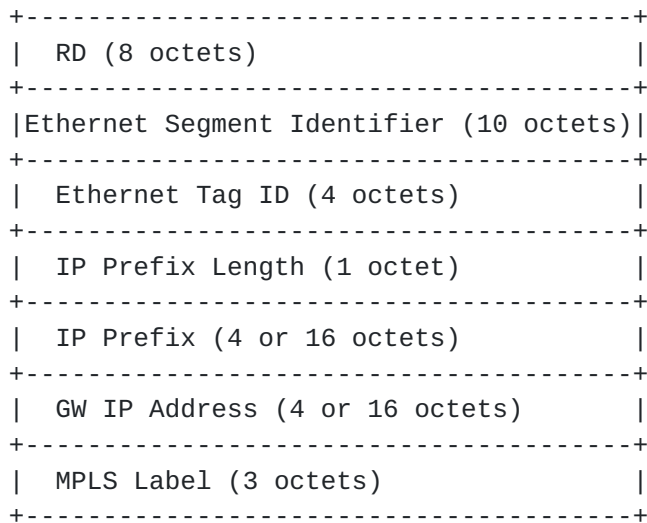 +---------------------------------------+
|  RD (8 octets)                        |
+---------------------------------------+
|Ethernet Segment Identifier (10 octets)|
+---------------------------------------+
|  Ethernet Tag ID (4 octets)           |
+---------------------------------------+
|  IP Prefix Length (1 octet)           |
+---------------------------------------+
|  IP Prefix (4 or 16 octets)           |
+---------------------------------------+
|  GW IP Address (4 or 16 octets)       |
+---------------------------------------+
|  MPLS Label (3 octets)                |
+---------------------------------------+